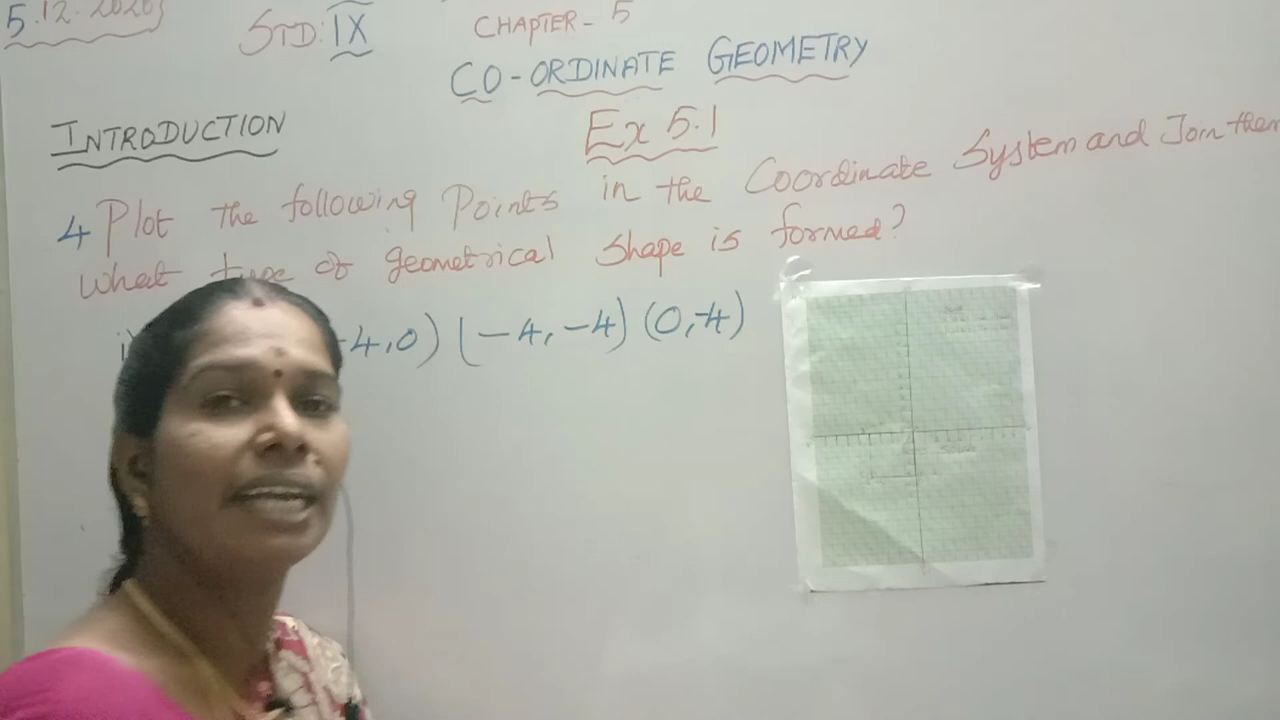 5.12.2020
STD: IX
CHAPTER - 5
CO-ORDINATE GEOMETRY
INTRODUCTION
Ex 5.1
4 Plot the following Points in the Coordinate System and Join them
What type of geometrical shape is formed?
i) -4,0) (-4,-4) (0,-4)